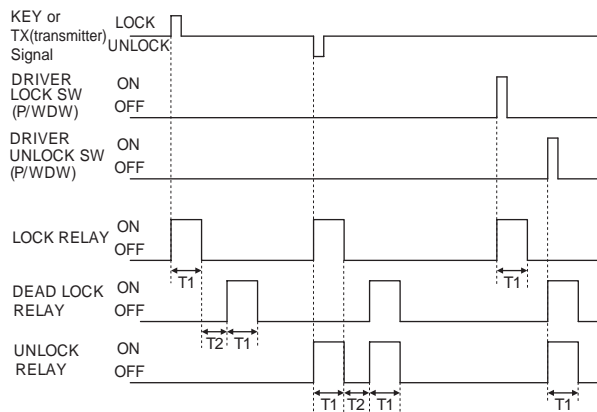 KEY or
TX(transmitter)
Signal
LOCK
UNLOCK
DRIVER
LOCK SW
(P/WDW)
ON
OFF
DRIVER
UNLOCK SW
(P/WDW)
ON
OFF
LOCK RELAY
ON
OFF
T1
T1
DEAD LOCK
RELAY
ON
OFF
T2
T1
UNLOCK
RELAY
ON
OFF
T1
T2
T1
T1